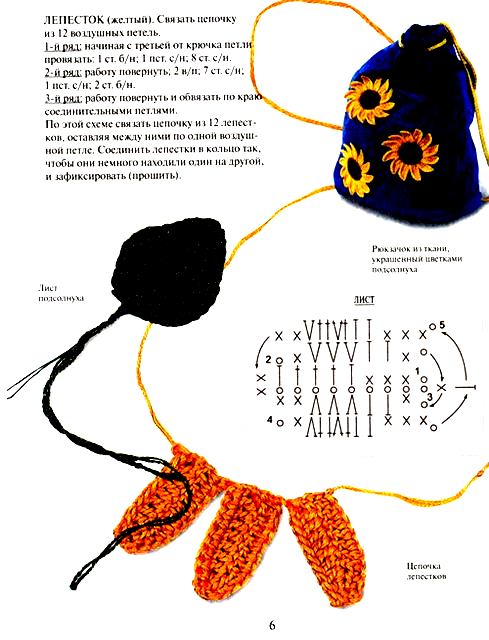 ЛЕПЕСТОК (желтый). Связать цепочку
из 12 воздушных петель.
1-й ряд: начиная с третьей от крючка петли
провязать: 1 ст. б/н; 1 пст. с/н; 8 ст. с/н.
2-й ряд: работу повернуть; 2 в/п; 7 ст. с/н;
1 пст. с/н; 2 ст. б/н.
3-й ряд: работу повернуть и обвязать по краю
соединительными петлями.
По этой схеме связать цепочку из 12 лепест-
ков, оставляя между ними по одной воздуш-
ной петле. Соединить лепестки в кольцо так,
чтобы они немного находили один на другой,
и зафиксировать (прошить).
Рюкзачок из ткани,
украшенный цветками
подсолнуха
Лист
подсолнуха
ЛИСТ
5
2
1
3
4
Цепочка
лепестков
6